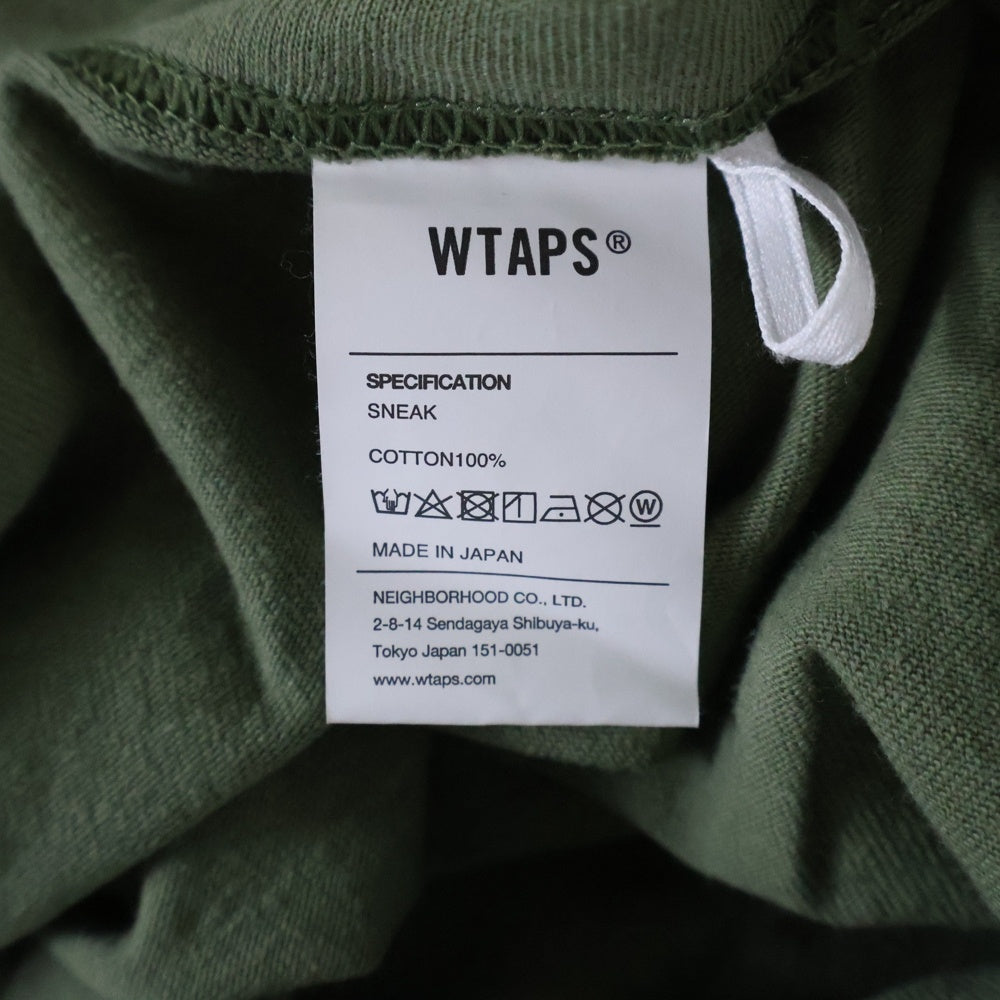 WTAPS®
SPECIFICATION
SNEAK
COTTON100%
W
MADE IN JAPAN
NEIGHBORHOOD CO., LTD.
2-8-14 Sendagaya Shibuya-ku,
Tokyo Japan 151-0051
www.wtaps.com